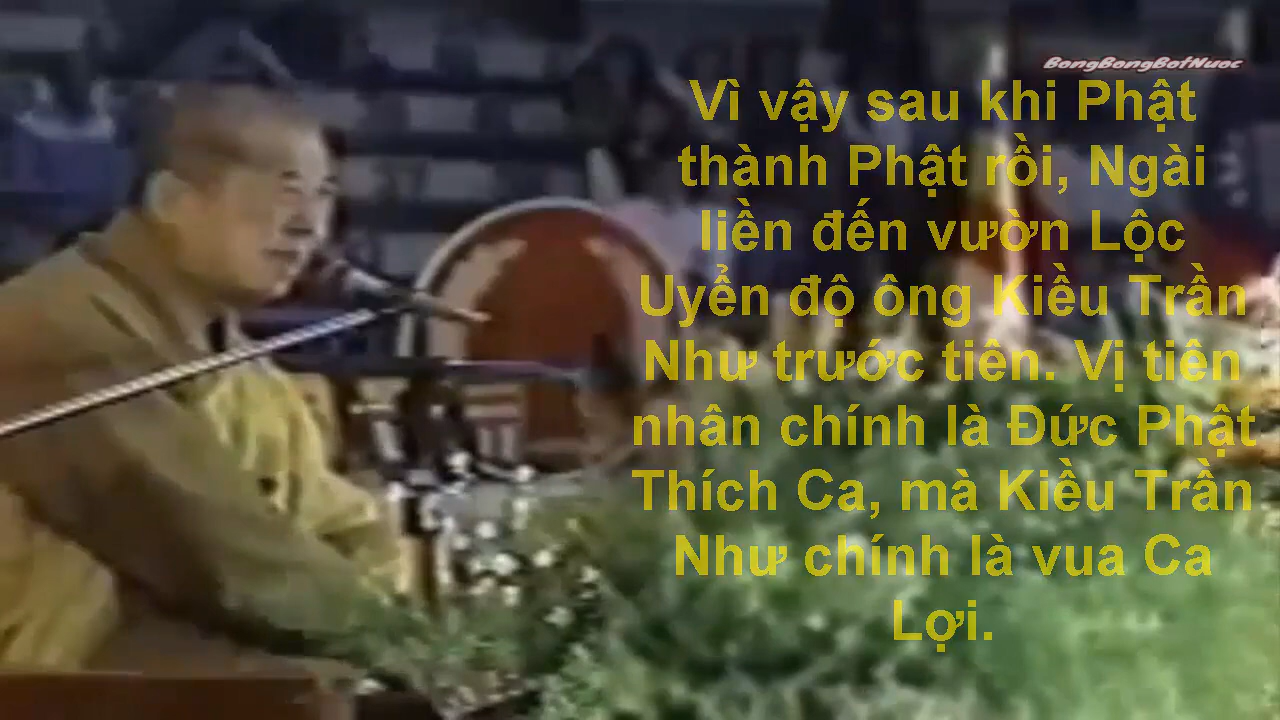 BongBongBotNuoc
Vì vậy sau khi Phật
thành Phật rồi, Ngài
liền đến vườn Lộc
Uyển độ ông Kiều Trần
Như trước tiên. Vị tiên
nhân chính là Đức Phật
Thích Ca, mà Kiều Trần
Như chính là vua Ca
Lợi.